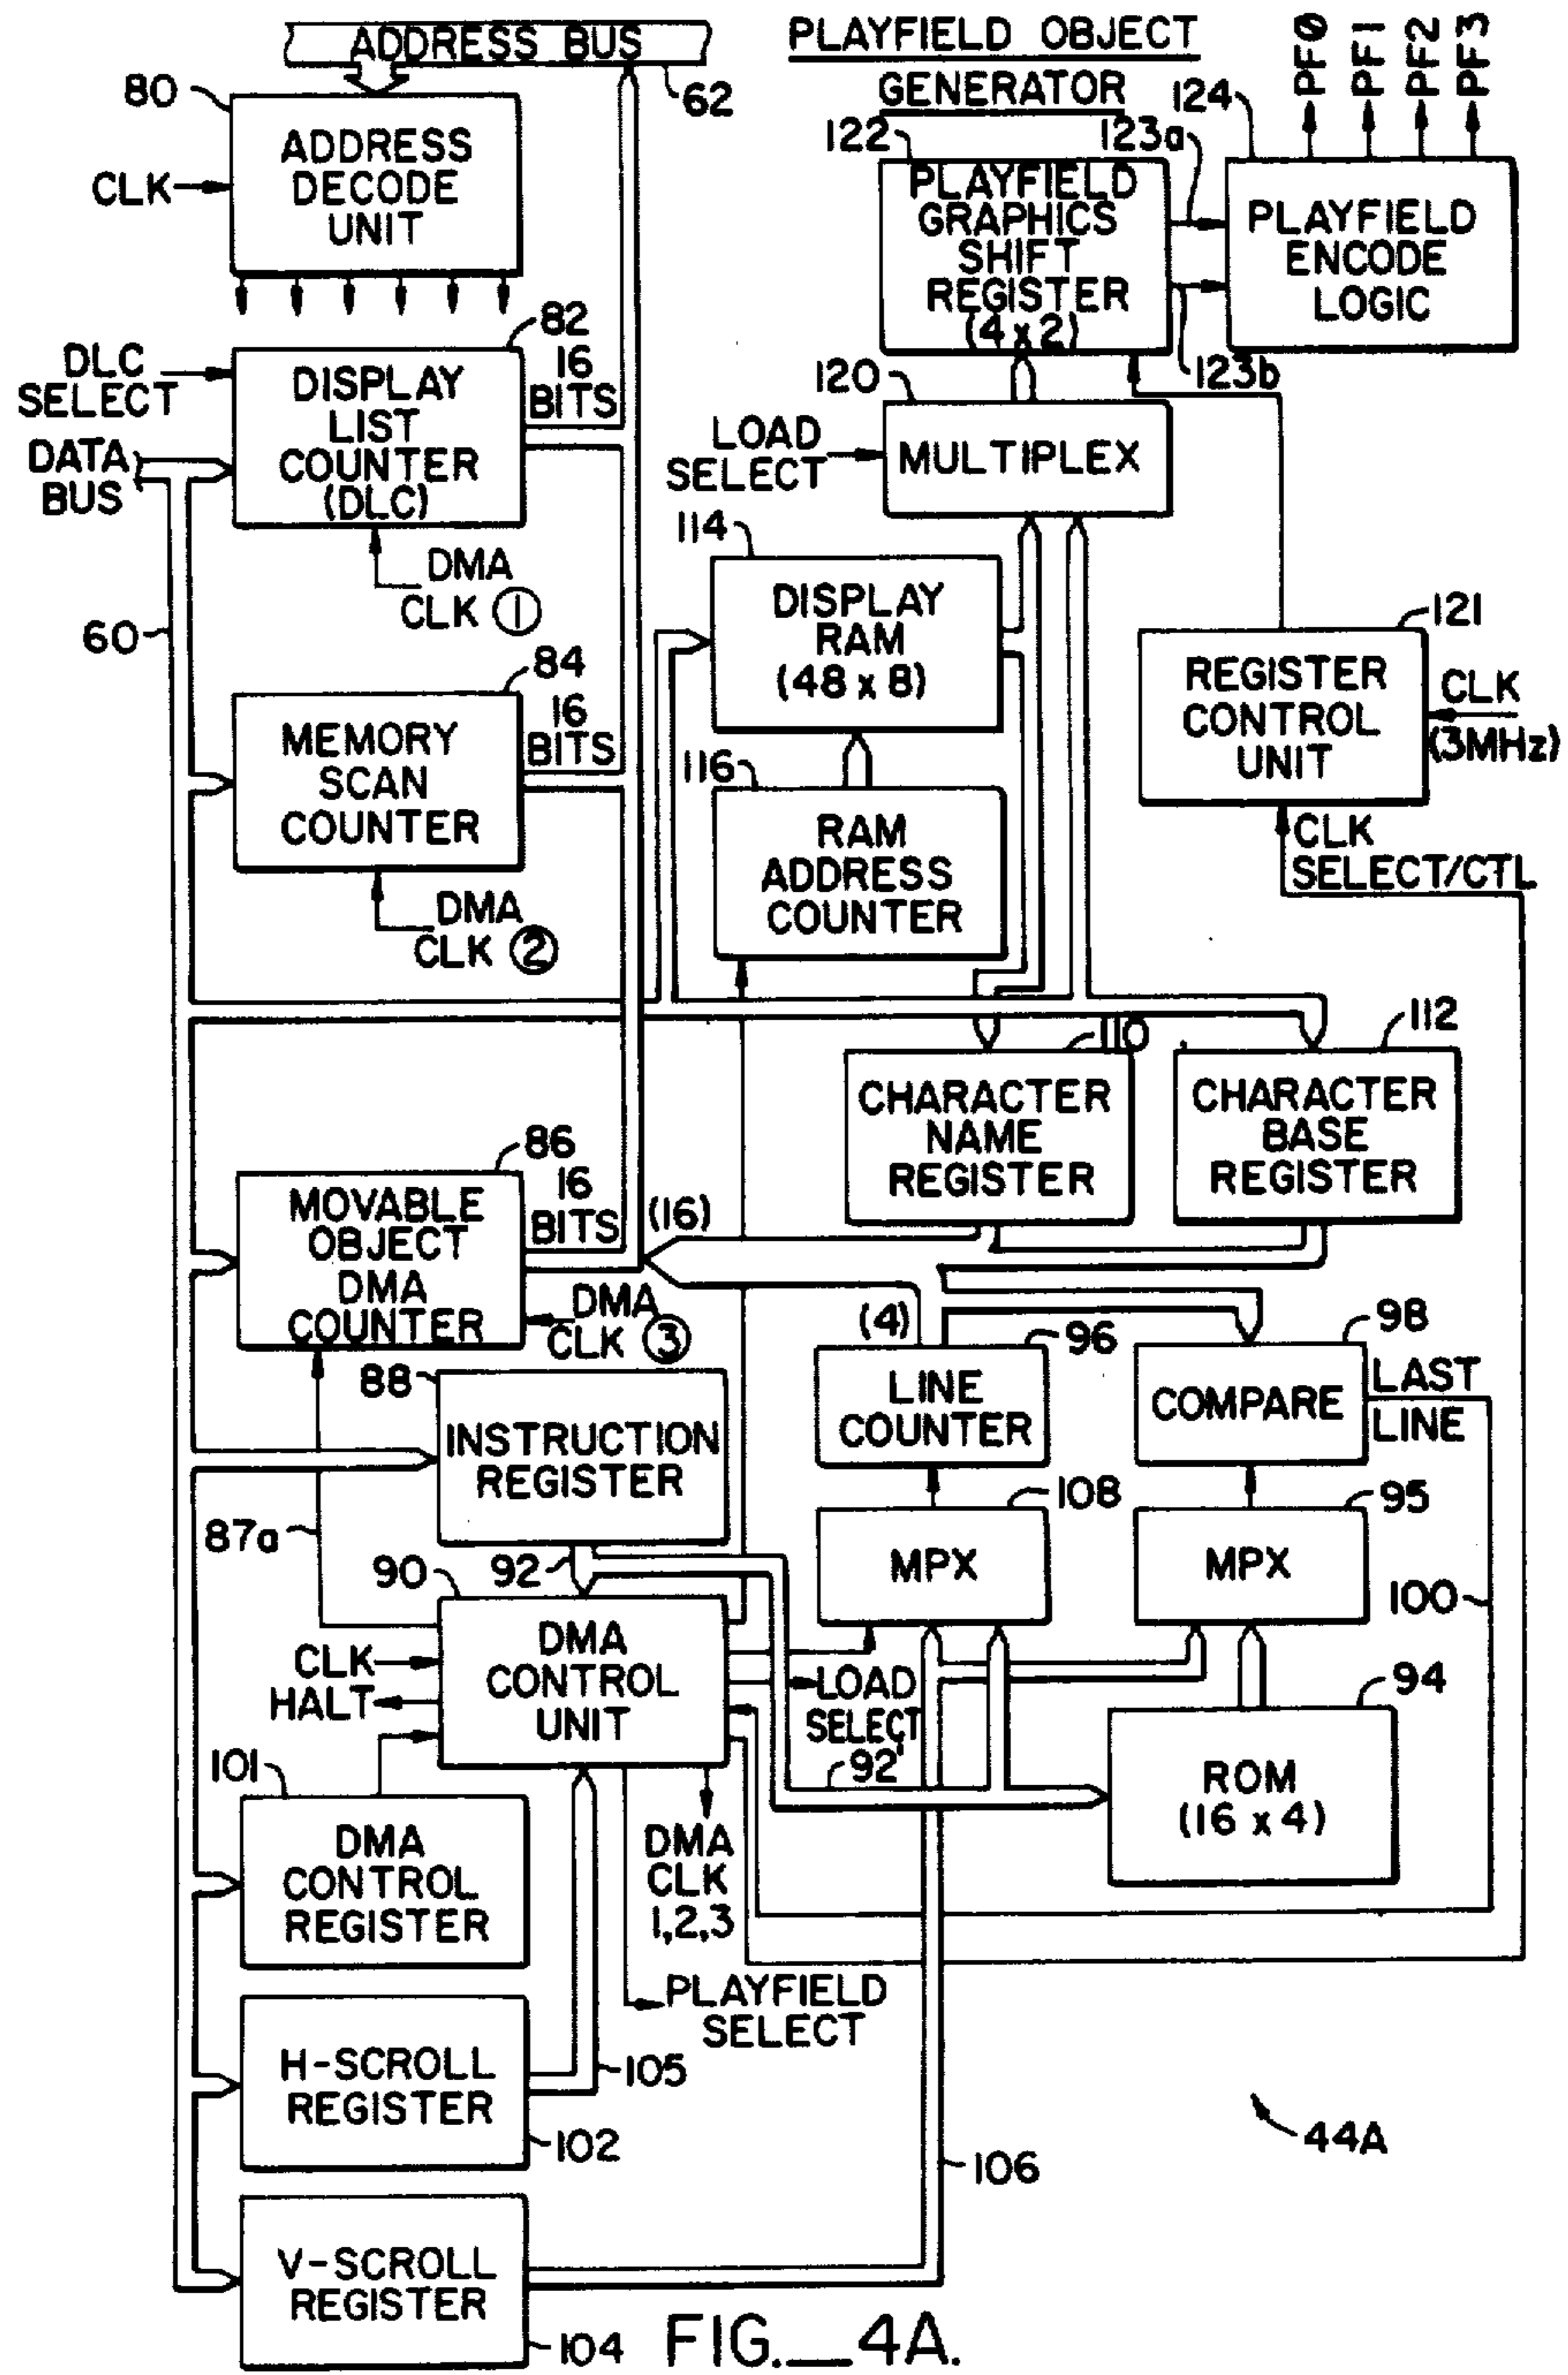 ADDRESS BUS
62
PLAYFIELD OBJECT
GENERATOR
PF0
PF1
PF2
PF3
80
ADDRESS
DECODE
UNIT
CLK
122
PLAYFIELD
GRAPHICS
SHIFT
REGISTER
(4 x 2)
123a
123b
124
PLAYFIELD
ENCODE
LOGIC
82
DLC
SELECT
DATA
BUS
DISPLAY
LIST
COUNTER
(DLC)
16
BITS
DMA
CLK ①
120
LOAD
SELECT
MULTIPLEX
114
DISPLAY
RAM
(48 x 8)
121
REGISTER
CONTROL
UNIT
CLK
(3MHz)
CLK
SELECT/CTL
60
84
MEMORY
SCAN
COUNTER
16
BITS
DMA
CLK ②
116
RAM
ADDRESS
COUNTER
110
CHARACTER
NAME
REGISTER
112
CHARACTER
BASE
REGISTER
86
MOVABLE
OBJECT
DMA
COUNTER
16
BITS
(16)
DMA
CLK ③
(4)
96
LINE
COUNTER
98
COMPARE
LAST
LINE
88
INSTRUCTION
REGISTER
87a
92
108
MPX
95
MPX
100
90
DMA
CONTROL
UNIT
CLK
HALT
LOAD
SELECT
92'
94
ROM
(16 x 4)
101
DMA
CONTROL
REGISTER
DMA
CLK
1,2,3
PLAYFIELD
SELECT
H-SCROLL
REGISTER
102
105
106
44A
V-SCROLL
REGISTER
104
FIG._4A.